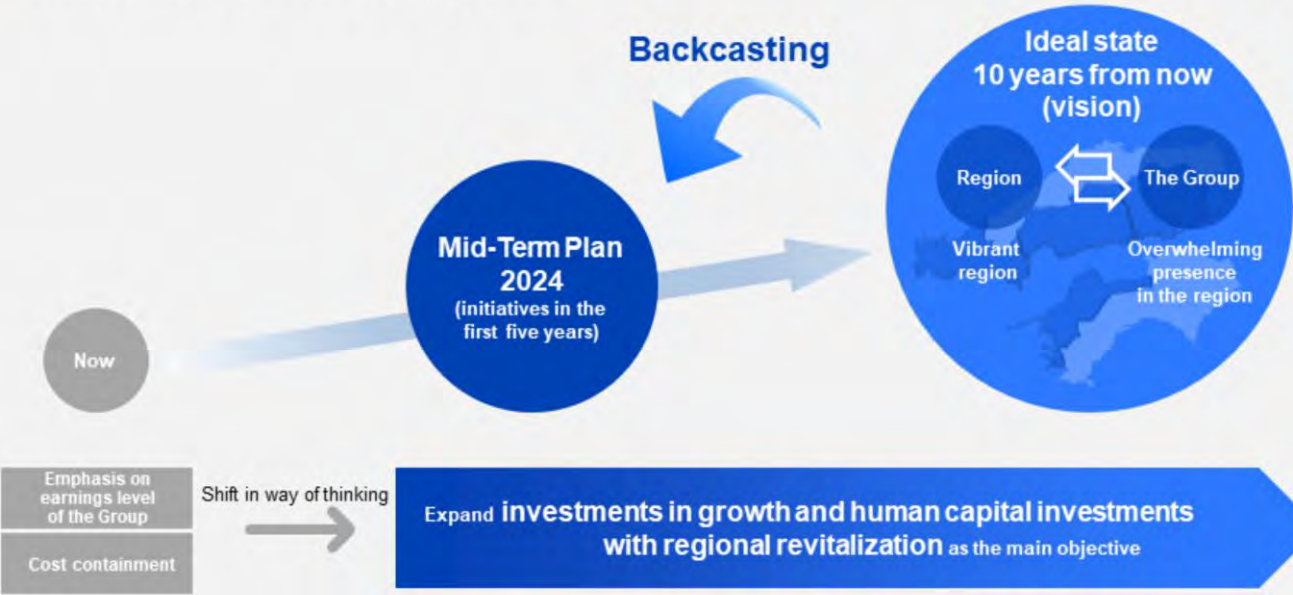 Backcasting
Ideal state
10 years from now
(vision)
Region
The Group
Vibrant
region
Overwhelming
presence
in the region
Mid-Term Plan
2024
(initiatives in the
first five years)
Now
Emphasis on
earnings level
of the Group
Cost containment
Shift in way of thinking
Expand investments in growth and human capital investments
with regional revitalization as the main objective